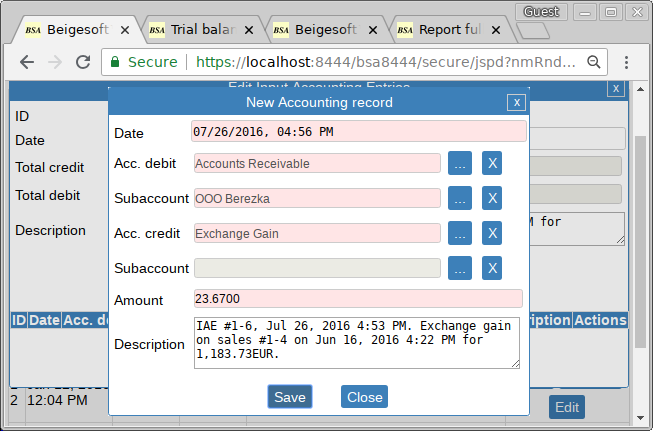 Guest
BSA Beigesoft
BSA Trial balan
BSA Beigesoft
BSA Report ful
Secure https://localhost:8444/bsa8444/secure/jspd?nmRnd...
Edit Input Accounting Entries
x
ID
Date
Total credit
Total debit
Description
M for
New Accounting record
x
Date 07/26/2016, 04:56 PM
Acc. debit Accounts Receivable ... X
Subaccount OOO Berezka ... X
Acc. credit Exchange Gain ... X
Subaccount ... X
Amount 23.6700
Description IAE #1-6, Jul 26, 2016 4:53 PM. Exchange gain
on sales #1-4 on Jun 16, 2016 4:22 PM for
1,183.73EUR.
Save Close
ID Date Acc. de
ription Actions
2 12:04 PM
Edit